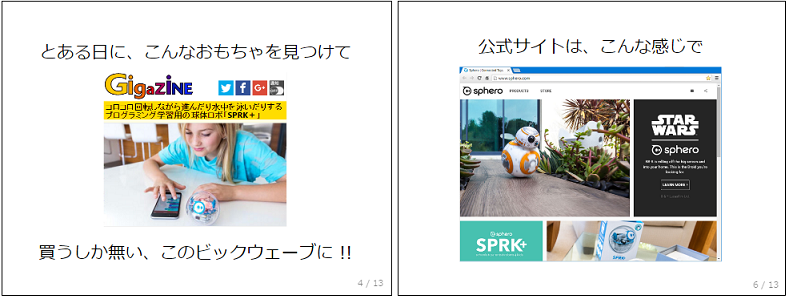 とある日に、こんなおもちゃを見つけて
GigaZINE
コロコロ回転しながら進んだり水中を泳いだりする
プログラミング学習用の球体ロボ「SPRK+」
買うしか無い、このビックウェーブに !!
4 / 13
公式サイトは、こんな感じで
www.sphero.com
sphero
PRODUCTS
STORE
STAR
WARS
sphero
LEARN MORE
sphero
SPRK+
6 / 13